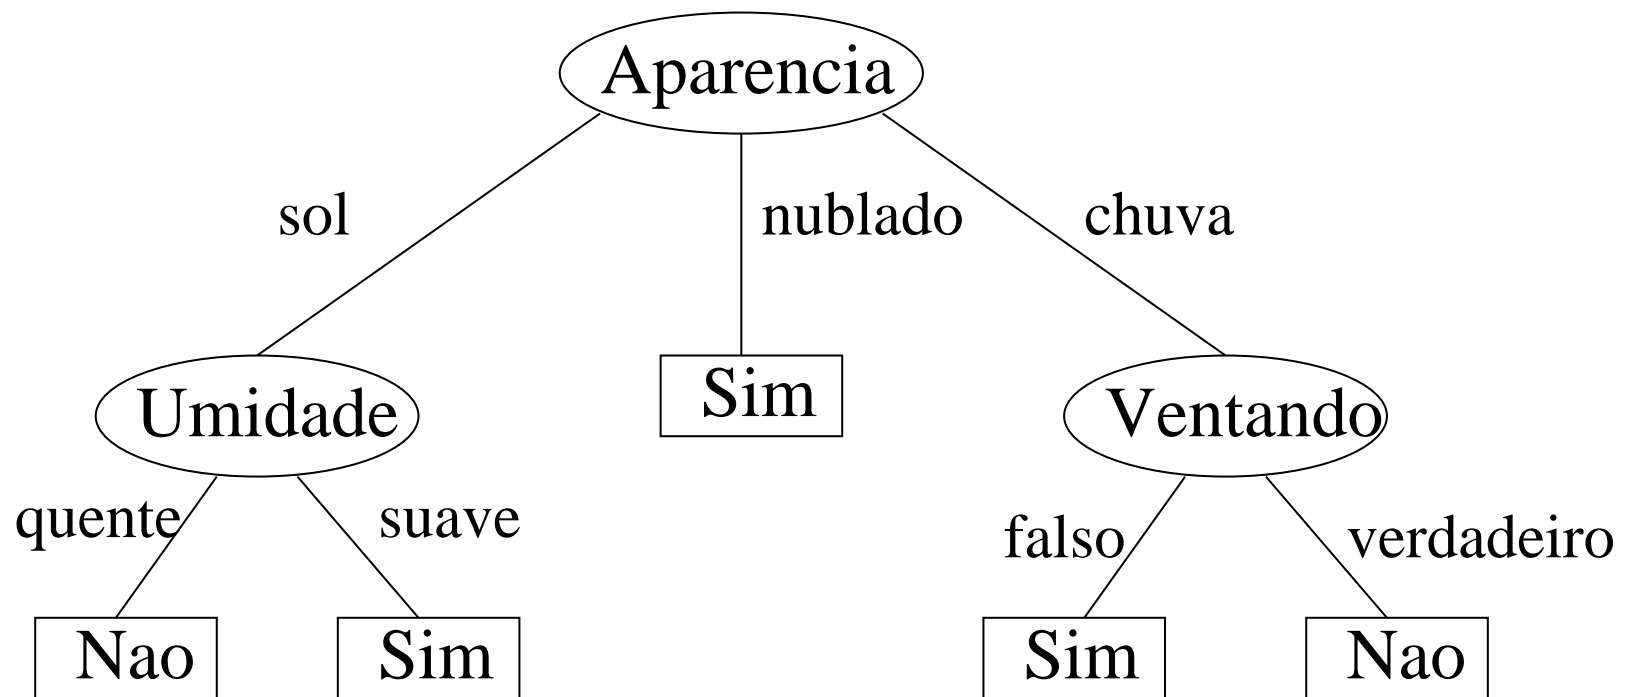 Aparencia
sol
nublado
chuva
Umidade
Sim
Ventando
quente
suave
falso
verdadeiro
Nao
Sim
Sim
Nao